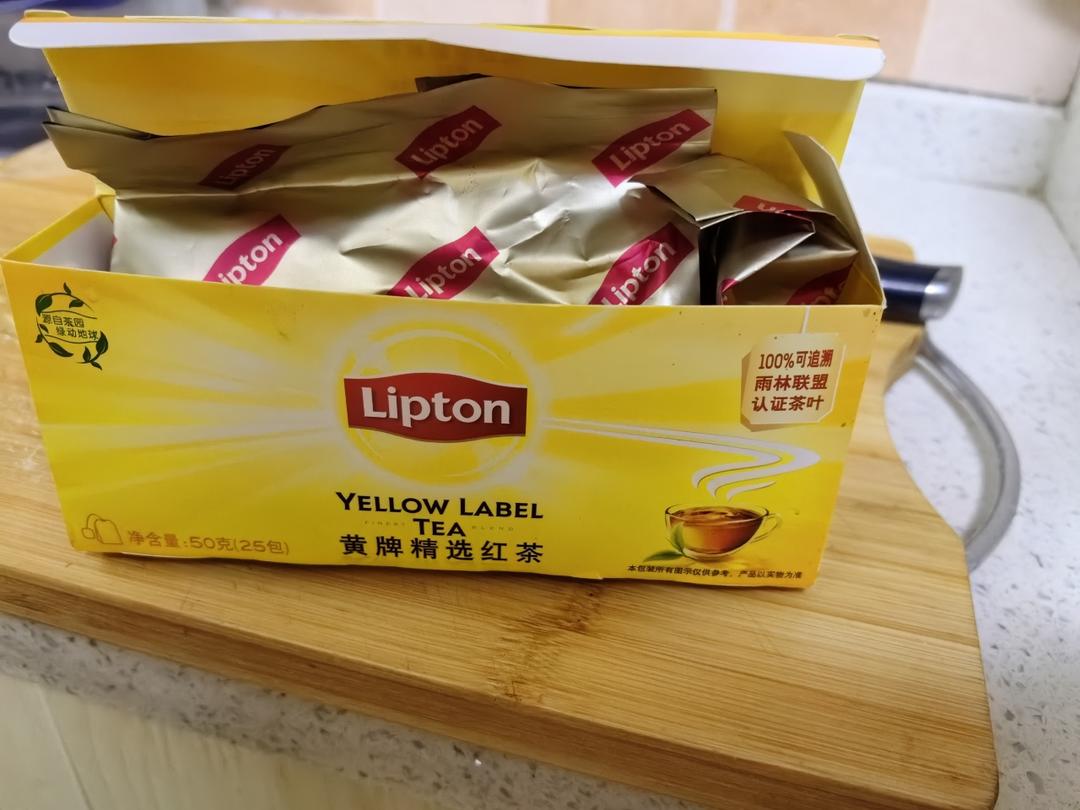 Lipton
Lipton
Lipton
Lipton
Lipton
Lipton
源自茶园
绿动地球
100%可追溯
雨林联盟
认证茶叶
Lipton
YELLOW LABEL
FINEST TEA BLEND
黄牌精选红茶
净含量:50克(25包)
本包装所有图示仅供参考，产品以实物为准